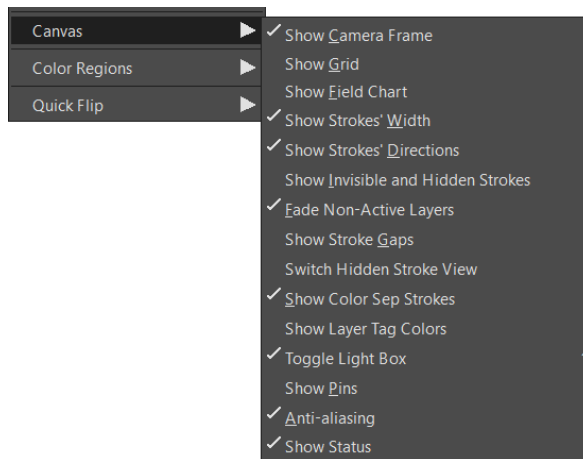 Canvas
Color Regions
Quick Flip
Show Camera Frame
Show Grid
Show Field Chart
Show Strokes' Width
Show Strokes' Directions
Show Invisible and Hidden Strokes
Fade Non-Active Layers
Show Stroke Gaps
Switch Hidden Stroke View
Show Color Sep Strokes
Show Layer Tag Colors
Toggle Light Box
Show Pins
Anti-aliasing
Show Status